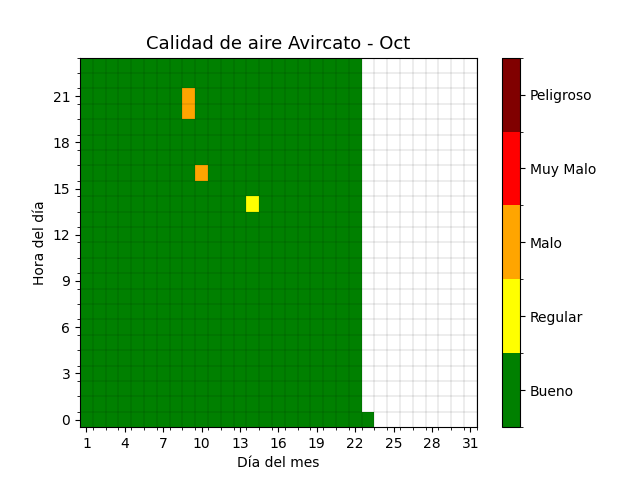 Calidad de aire Avircato - Oct
Hora del día
21
18
15
12
9
6
3
0
1 4 7 10 13 16 19 22 25 28 31
Día del mes
Peligroso
Muy Malo
Malo
Regular
Bueno